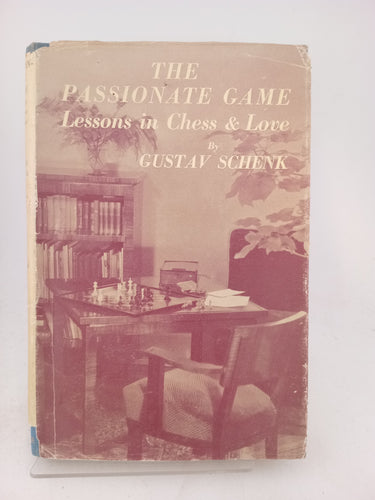 THE
PASSIONATE GAME
Lessons in Chess & Love
By
GUSTAV SCHENK